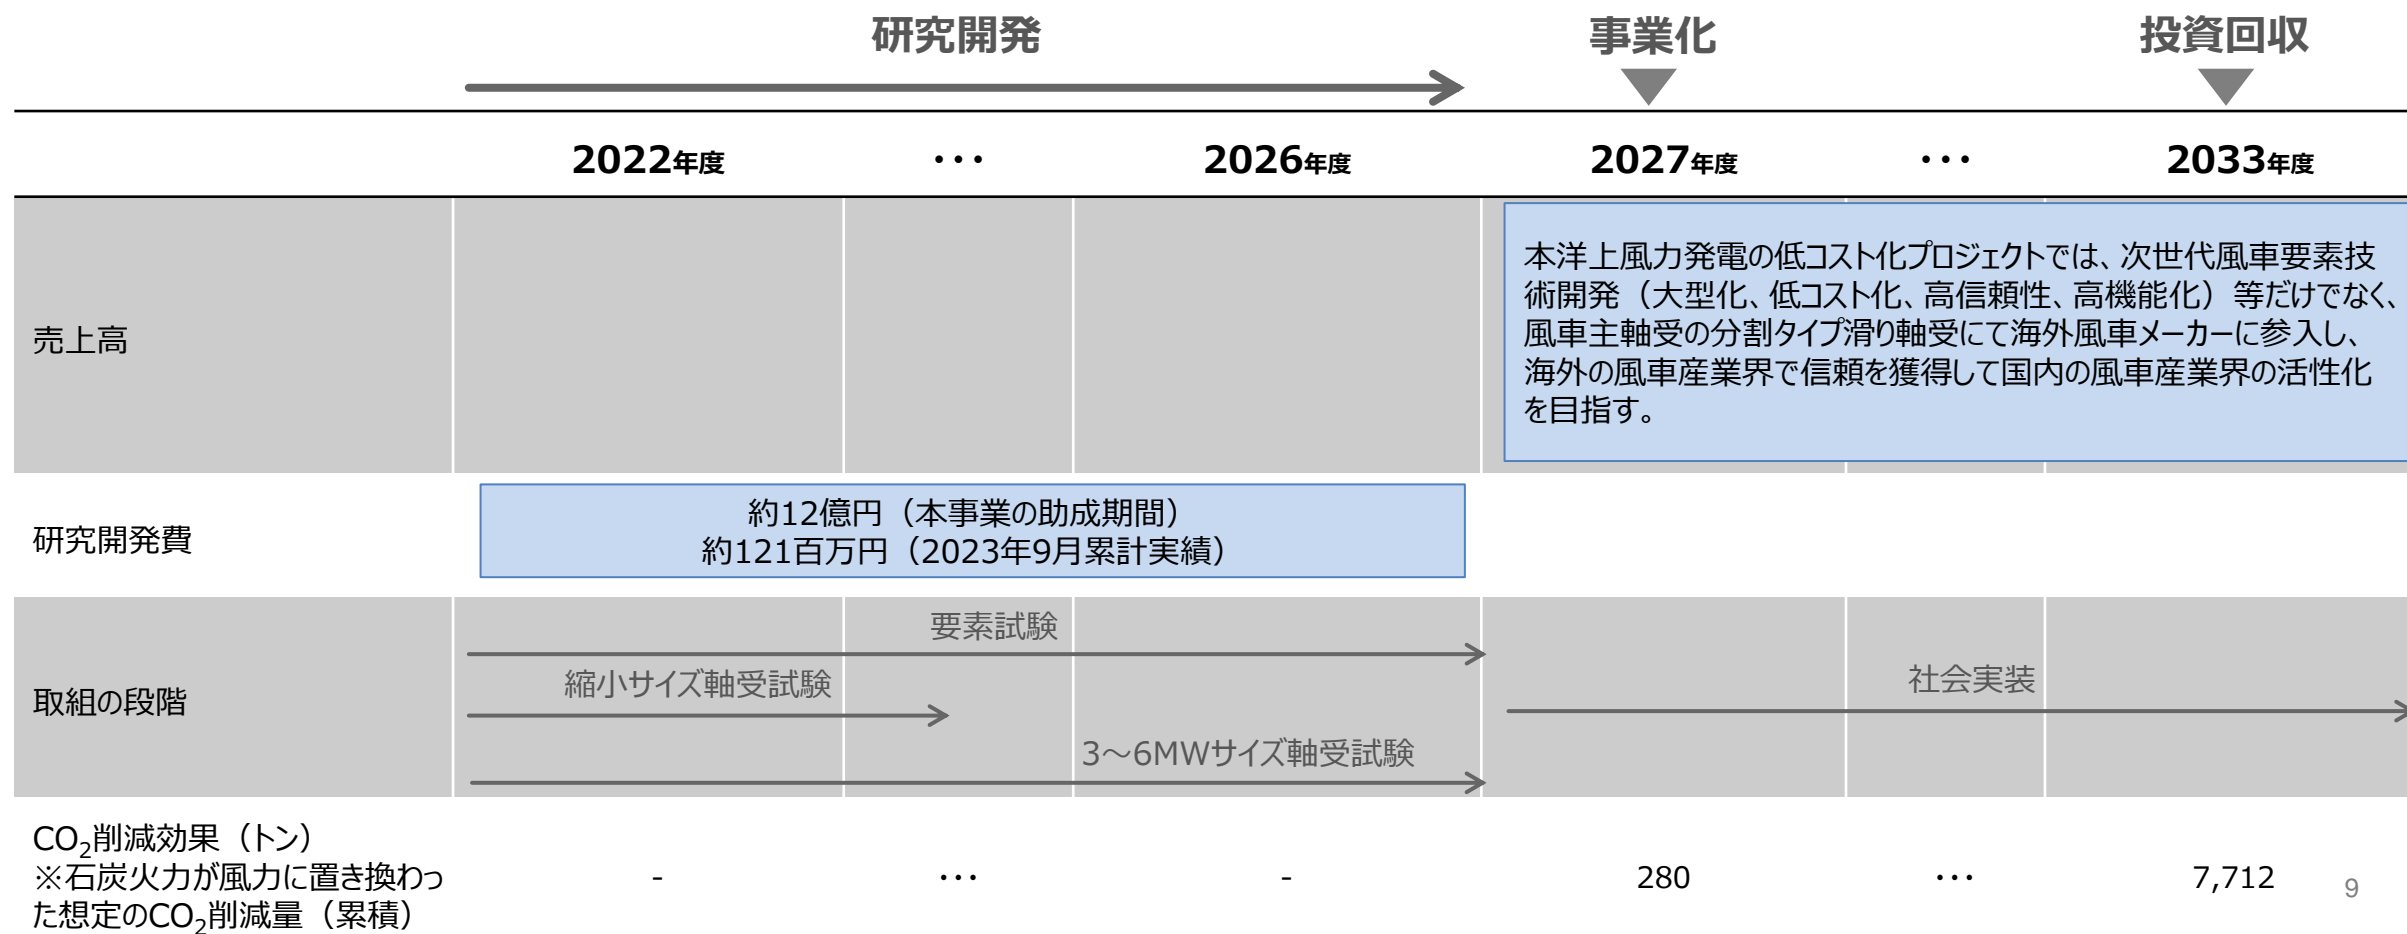 研究開発
事業化
投資回収
2022年度
・・・
2026年度
2027年度
・・・
2033年度
売上高
本洋上風力発電の低コスト化プロジェクトでは、次世代風車要素技
術開発（大型化、低コスト化、高信頼性、高機能化）等だけでなく、
風車主軸受の分割タイプ滑り軸受にて海外風車メーカーに参入し、
海外の風車産業界で信頼を獲得して国内の風車産業界の活性化
を目指す。
研究開発費
約12億円（本事業の助成期間）
約121百万円（2023年9月累計実績）
取組の段階
要素試験
縮小サイズ軸受試験
3～6MWサイズ軸受試験
社会実装
CO₂削減効果（トン）
※石炭火力が風力に置き換わっ
た想定のCO₂削減量（累積）
-
・・・
-
280
・・・
7,712
9